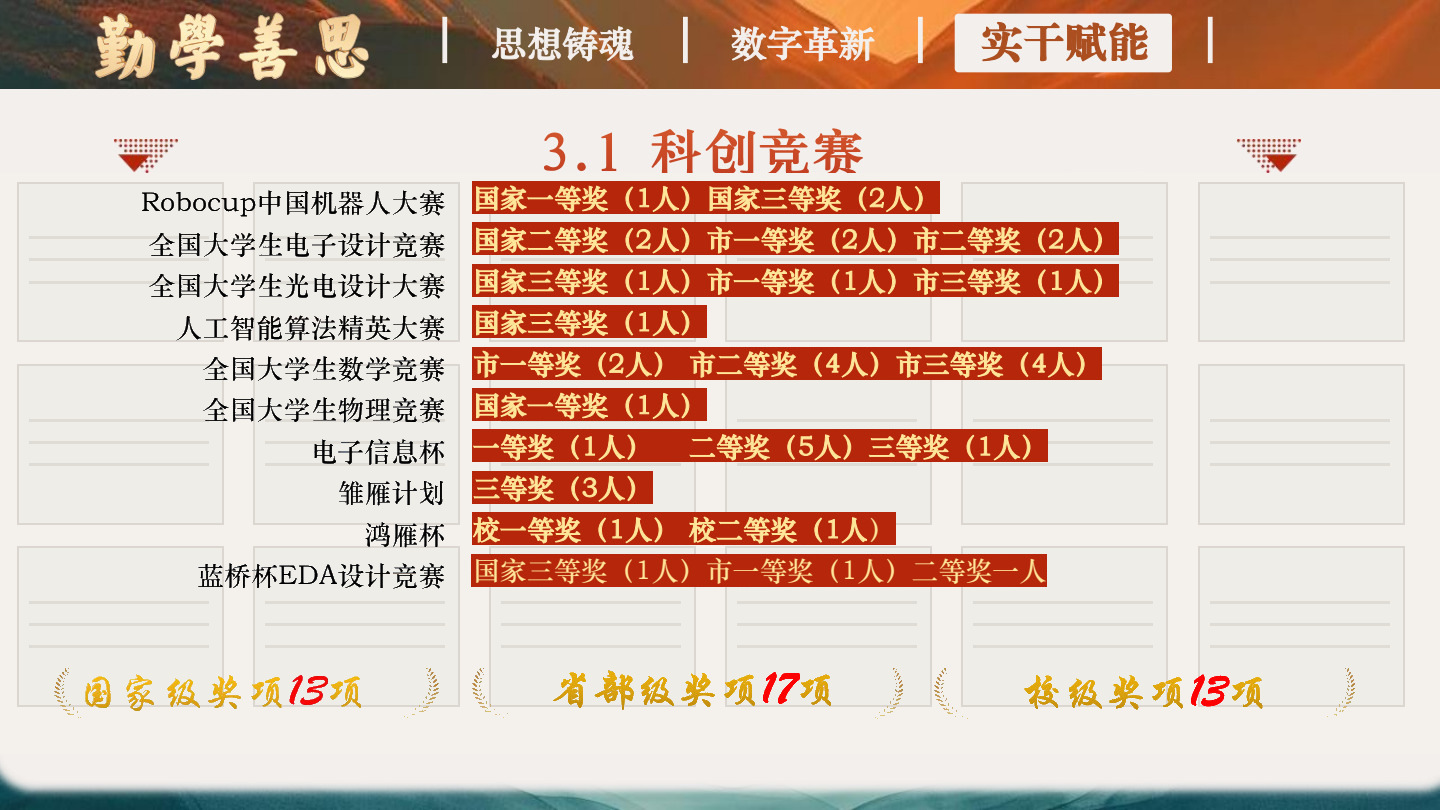 勤學善思 思想铸魂 数字革新 实干赋能
3.1 科创竞赛
Robocup中国机器人大赛 国家一等奖（1人）国家三等奖（2人）
全国大学生电子设计竞赛 国家二等奖（2人）市一等奖（2人）市二等奖（2人）
全国大学生光电设计大赛 国家三等奖（1人）市一等奖（1人）市三等奖（1人）
人工智能算法精英大赛 国家三等奖（1人）
全国大学生数学竞赛 市一等奖（2人） 市二等奖（4人）市三等奖（4人）
全国大学生物理竞赛 国家一等奖（1人）
电子信息杯 一等奖（1人） 二等奖（5人）三等奖（1人）
雏雁计划 三等奖（3人）
鸿雁杯 校一等奖（1人） 校二等奖（1人）
蓝桥杯EDA设计竞赛 国家三等奖（1人）市一等奖（1人）二等奖一人
国家级奖项13项 省部级奖项17项 校级奖项13项